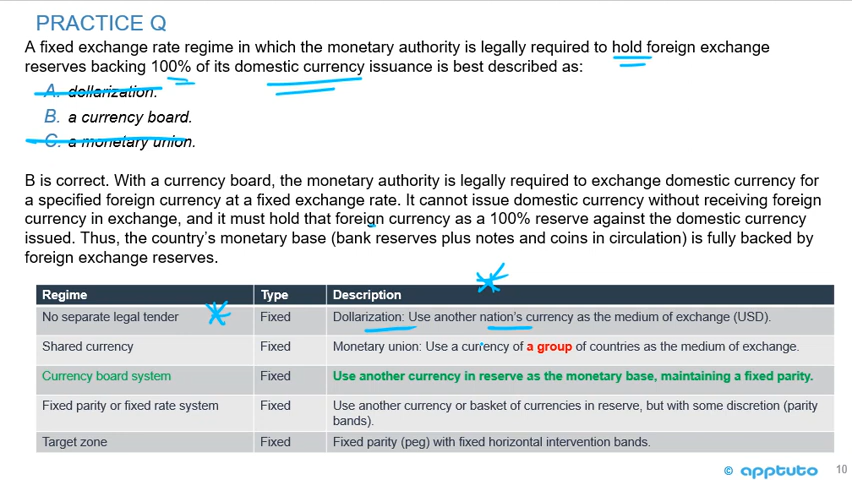 PRACTICE Q
A fixed exchange rate regime in which the monetary authority is legally required to hold foreign exchange
reserves backing 100% of its domestic currency issuance is best described as:
A. dollarization.
B. a currency board.
C. a monetary union.
B is correct. With a currency board, the monetary authority is legally required to exchange domestic currency for
a specified foreign currency at a fixed exchange rate. It cannot issue domestic currency without receiving foreign
currency in exchange, and it must hold that foreign currency as a 100% reserve against the domestic currency
issued. Thus, the country's monetary base (bank reserves plus notes and coins in circulation) is fully backed by
foreign exchange reserves.
Regime Type Description
No separate legal tender Fixed Dollarization: Use another nation's currency as the medium of exchange (USD).
Shared currency Fixed Monetary union: Use a currency of a group of countries as the medium of exchange.
Currency board system Fixed Use another currency in reserve as the monetary base, maintaining a fixed parity.
Fixed parity or fixed rate system Fixed Use another currency or basket of currencies in reserve, but with some discretion (parity
bands).
Target zone Fixed Fixed parity (peg) with fixed horizontal intervention bands.
© apptuto 10